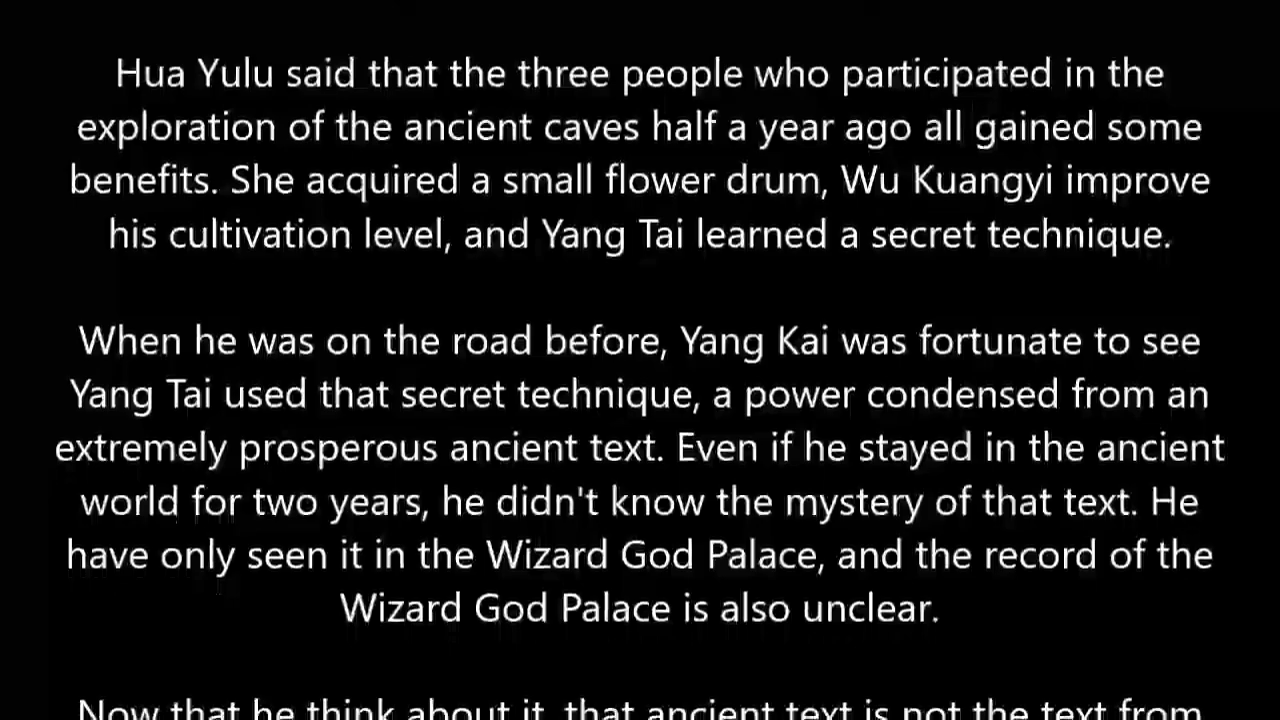 Hua Yulu said that the three people who participated in the
exploration of the ancient caves half a year ago all gained some
benefits. She acquired a small flower drum, Wu Kuangyi improve
his cultivation level, and Yang Tai learned a secret technique.
When he was on the road before, Yang Kai was fortunate to see
Yang Tai used that secret technique, a power condensed from an
extremely prosperous ancient text. Even if he stayed in the ancient
world for two years, he didn't know the mystery of that text. He
have only seen it in the Wizard God Palace, and the record of the
Wizard God Palace is also unclear.
Now that he think about it, that ancient text is not the text from